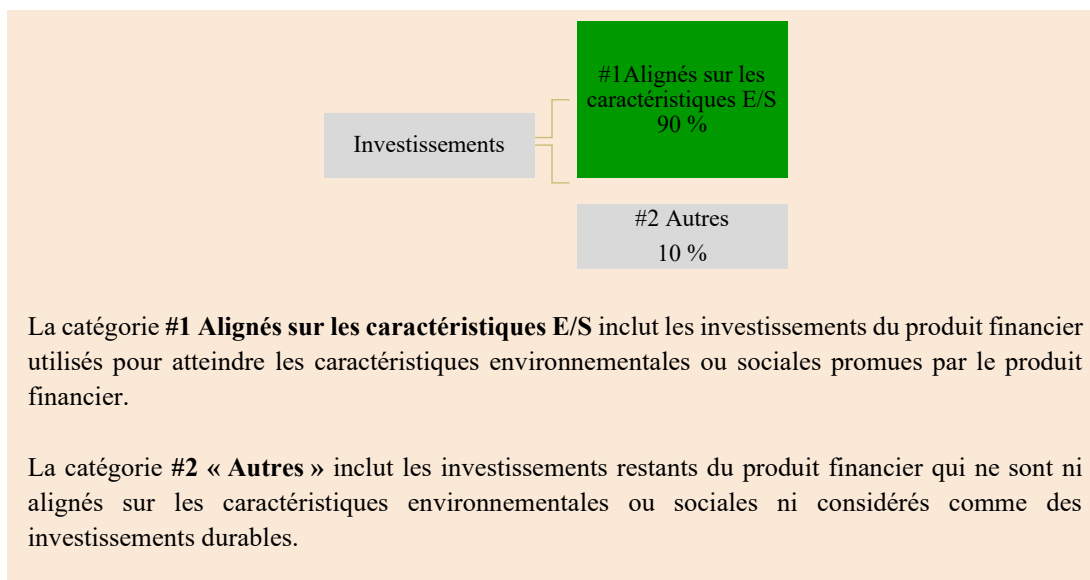 #1Alignés sur les
caractéristiques E/S
90 %
Investissements
#2 Autres
10 %
La catégorie #1 Alignés sur les caractéristiques E/S inclut les investissements du produit financier
utilisés pour atteindre les caractéristiques environnementales ou sociales promues par le produit
financier.
La catégorie #2 « Autres » inclut les investissements restants du produit financier qui ne sont ni
alignés sur les caractéristiques environnementales ou sociales ni considérés comme des
investissements durables.